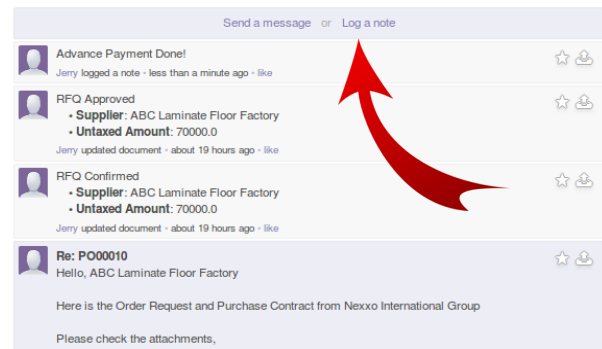 Send a message or Log a note
Advance Payment Done!
Jerry logged a note • less than a minute ago • like
RFQ Approved
• Supplier: ABC Laminate Floor Factory
• Untaxed Amount: 70000.0
Jerry updated document • about 19 hours ago • like
RFQ Confirmed
• Supplier: ABC Laminate Floor Factory
• Untaxed Amount: 70000.0
Jerry updated document • about 19 hours ago • like
Re: PO00010
Hello, ABC Laminate Floor Factory
Here is the Order Request and Purchase Contract from Nexxo International Group
Please check the attachments,